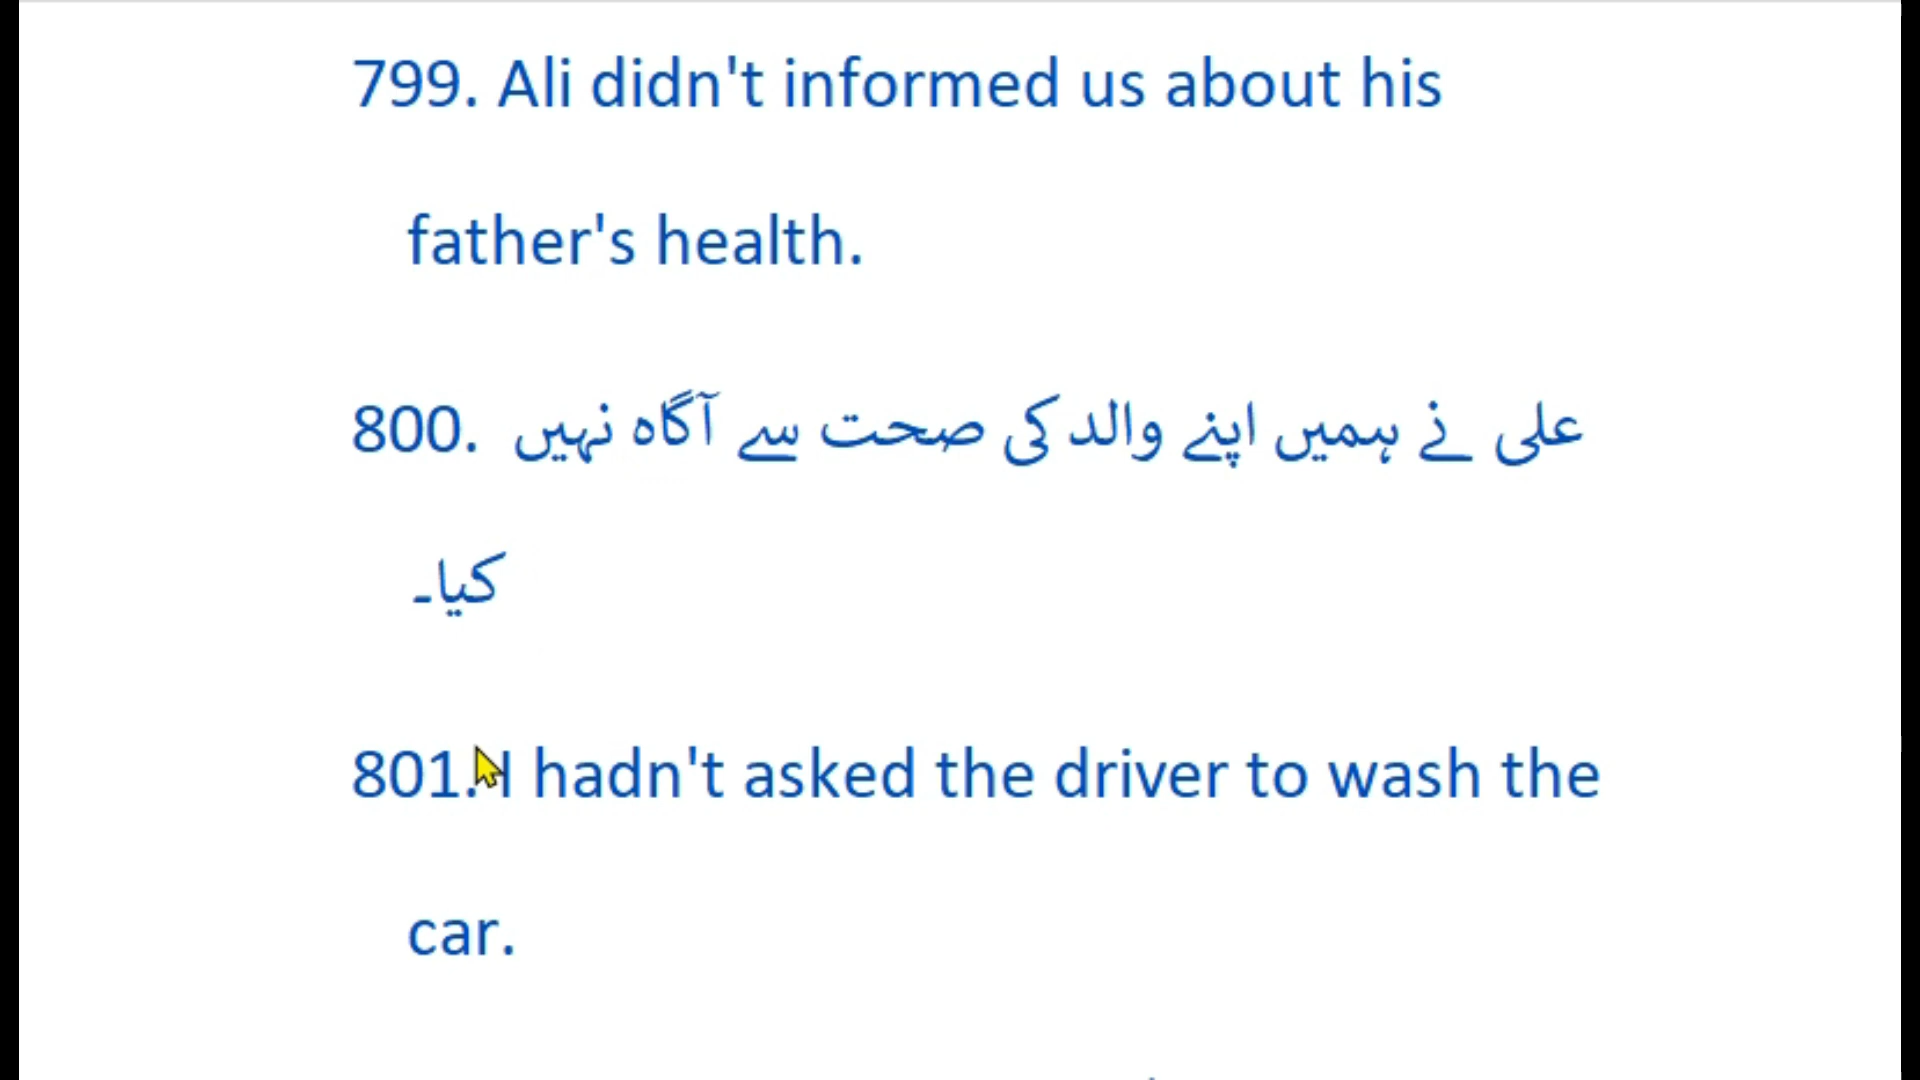 799. Ali didn't informed us about his
father's health.
800. علی نے ہمیں اپنے والد کی صحت سے آگاہ نہیں
کیا۔
801. I hadn't asked the driver to wash the
car.